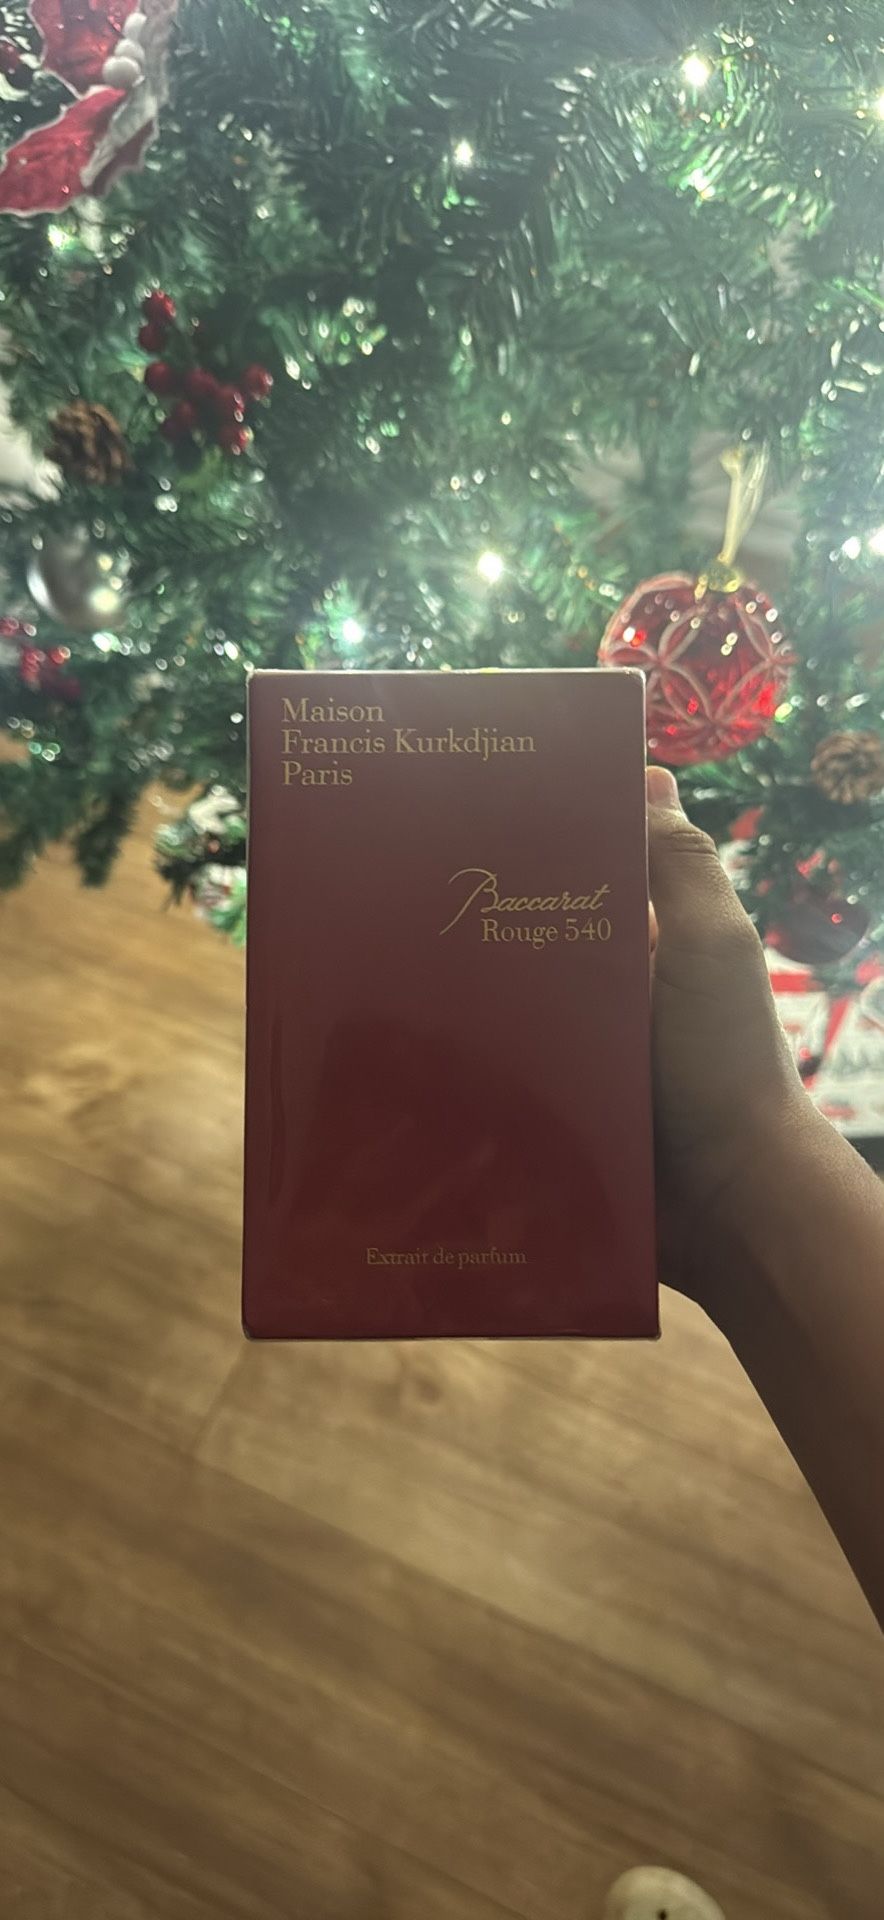 Maison
Francis Kurkdjian
Paris
Baccarat
Rouge 540
Extrait de parfum